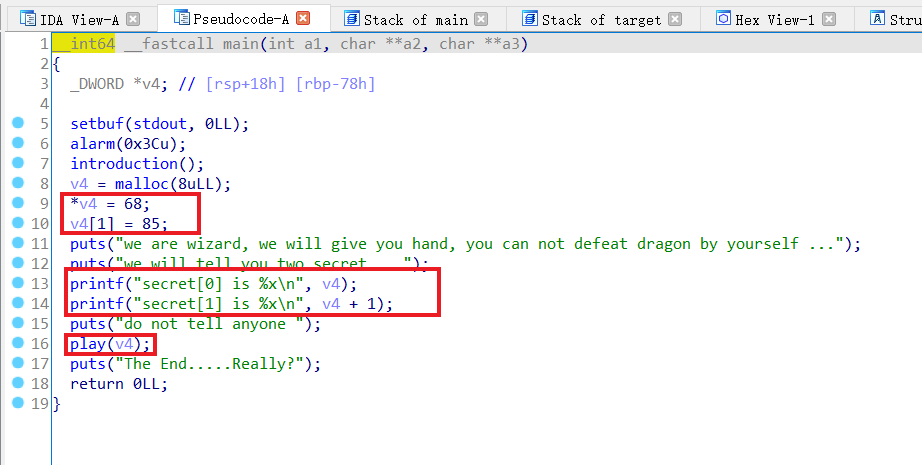 IDA View-A Pseudocode-A Stack of main Stack of target Hex View-1 Stru
1 __int64 __fastcall main(int a1, char **a2, char **a3)
2 {
3 _DWORD *v4; // [rsp+18h] [rbp-78h]
4
5 setbuf(stdout, 0LL);
6 alarm(0x3Cu);
7 introduction();
8 v4 = malloc(8uLL);
9 *v4 = 68;
10 v4[1] = 85;
11 puts("we are wizard, we will give you hand, you can not defeat dragon by yourself ...");
12 puts("we will tell you two secret ...");
13 printf("secret[0] is %x\n", v4);
14 printf("secret[1] is %x\n", v4 + 1);
15 puts("do not tell anyone ");
16 play(v4);
17 puts("The End.....Really?");
18 return 0LL;
19 }